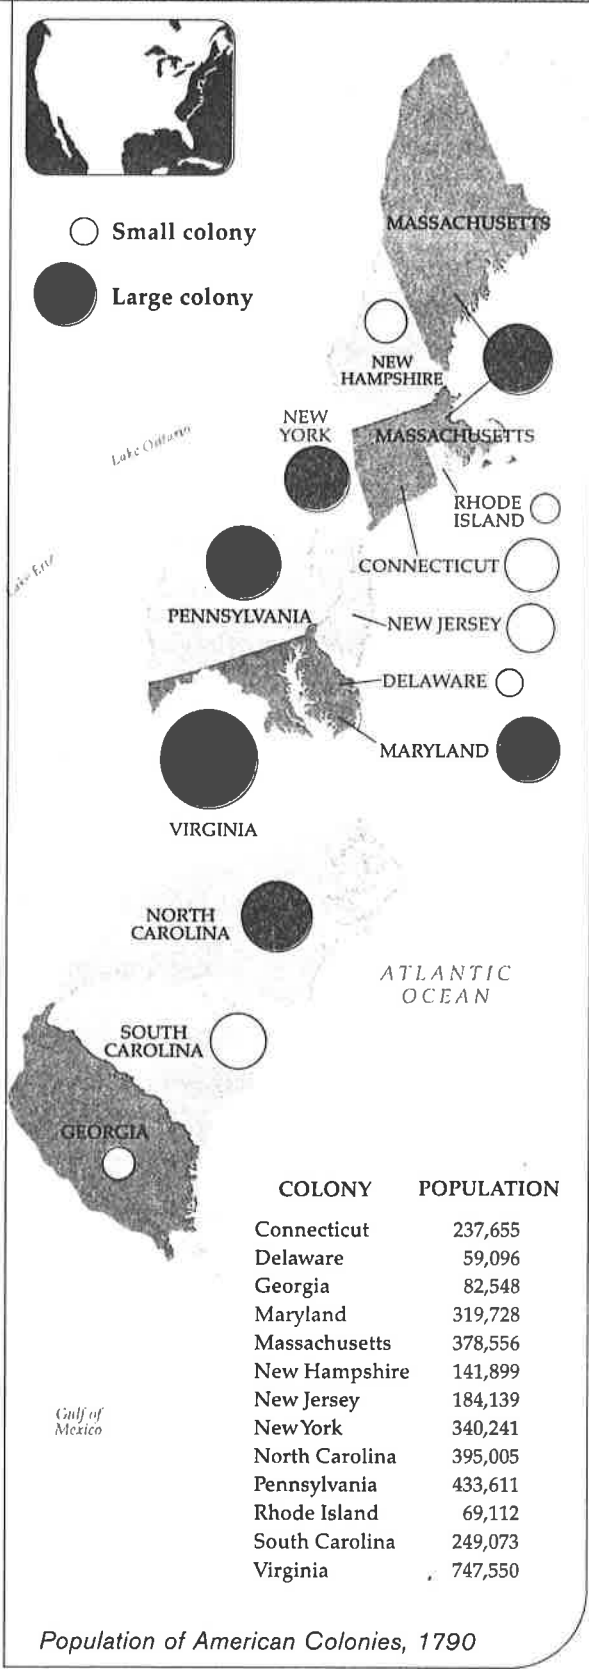 Small colony
Large colony
MASSACHUSETTS
NEW
HAMPSHIRE
NEW
YORK
MASSACHUSETTS
Lake Ontario
RHODE
ISLAND
CONNECTICUT
Lake Erie
PENNSYLVANIA
NEW JERSEY
DELAWARE
MARYLAND
VIRGINIA
NORTH
CAROLINA
ATLANTIC
OCEAN
SOUTH
CAROLINA
GEORGIA
COLONY POPULATION
Connecticut 237,655
Delaware 59,096
Georgia 82,548
Maryland 319,728
Massachusetts 378,556
New Hampshire 141,899
New Jersey 184,139
New York 340,241
North Carolina 395,005
Pennsylvania 433,611
Rhode Island 69,112
South Carolina 249,073
Virginia 747,550
Gulf of
Mexico
Population of American Colonies, 1790